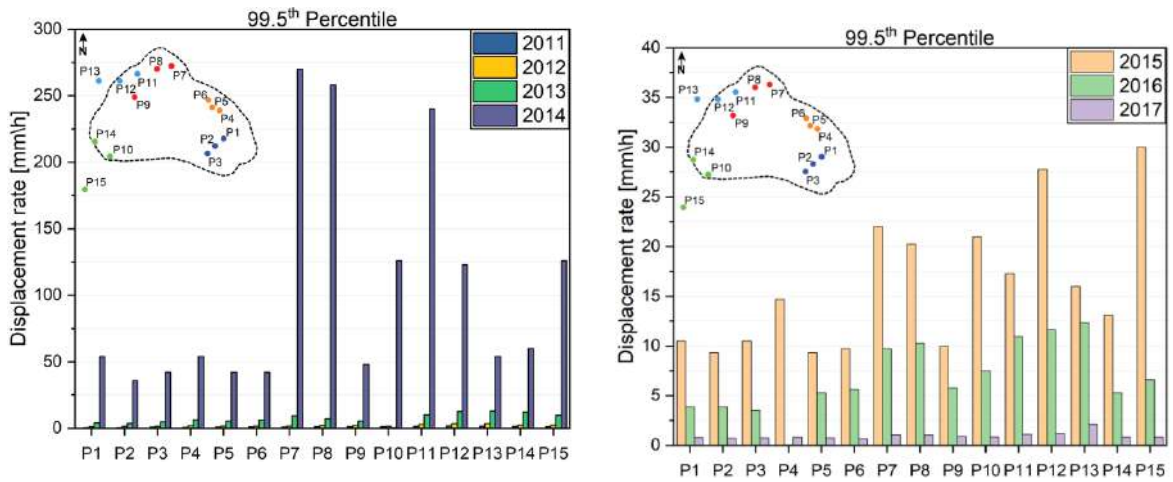 99.5th Percentile
300
250
200
150
100
50
0
Displacement rate [mm\h]
N
P13
P8
P7
P12
P11
P9
P6
P5
P4
P2
P1
P3
P14
P10
P15
2011
2012
2013
2014
P1 P2 P3 P4 P5 P6 P7 P8 P9 P10 P11 P12 P13 P14 P15
99.5th Percentile
40
35
30
25
20
15
10
5
0
Displacement rate [mm\h]
N
P13
P8
P7
P12
P11
P9
P6
P5
P4
P2
P1
P3
P14
P10
P15
2015
2016
2017
P1 P2 P3 P4 P5 P6 P7 P8 P9 P10 P11 P12 P13 P14 P15